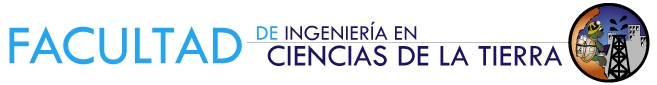 FACULTAD DE INGENIERÍA EN
CIENCIAS DE LA TIERRA